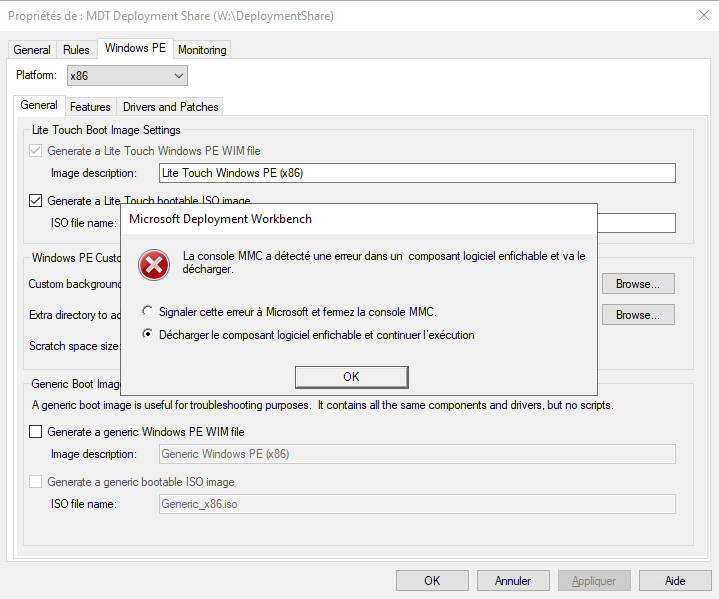 Propriétés de : MDT Deployment Share (W:\DeploymentShare)
General Rules Windows PE Monitoring
Platform: x86
General Features Drivers and Patches
Lite Touch Boot Image Settings
Generate a Lite Touch Windows PE WIM file
Image description: Lite Touch Windows PE (x86)
Generate a Lite Touch bootable ISO image
ISO file name:
Microsoft Deployment Workbench
La console MMC a détecté une erreur dans un composant logiciel enfichable et va le
décharger.
Signaler cette erreur à Microsoft et fermez la console MMC.
Décharger le composant logiciel enfichable et continuer l'exécution
OK
Windows PE Custo
Custom background Browse...
Extra directory to ad Browse...
Scratch space size:
Generic Boot Imag
A generic boot image is useful for troubleshooting purposes. It contains all the same components and drivers, but no scripts.
Generate a generic Windows PE WIM file
Image description: Generic Windows PE (x86)
Generate a generic bootable ISO image
ISO file name: Generic_x86.iso
OK Annuler Appliquer Aide